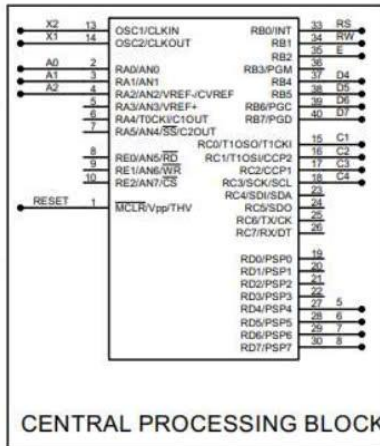 X2 13 OSC1/CLKIN RB0/INT 33 RS
X1 14 OSC2/CLKOUT RB1 34 RW
RB2 35 E
A0 2 RA0/AN0 RB3/PGM 36
A1 3 RA1/AN1 RB4 37 D4
A2 4 RA2/AN2/VREF-/CVREF RB5 38 D5
5 RA3/AN3/VREF+ RB6/PGC 39 D6
6 RA4/T0CKI/C1OUT RB7/PGD 40 D7
7 RA5/AN4/SS/C2OUT
RC0/T1OSO/T1CKI 15 C1
8 RE0/AN5/RD RC1/T1OSI/CCP2 16 C2
9 RE1/AN6/WR RC2/CCP1 17 C3
10 RE2/AN7/CS RC3/SCK/SCL 18 C4
RC4/SDI/SDA 23
RESET 1 MCLR/Vpp/THV RC5/SDO 24
RC6/TX/CK 25
RC7/RX/DT 26
RD0/PSP0 19
RD1/PSP1 20
RD2/PSP2 21
RD3/PSP3 22
RD4/PSP4 27 5
RD5/PSP5 28 6
RD6/PSP6 29 7
RD7/PSP7 30 8
CENTRAL PROCESSING BLOCK